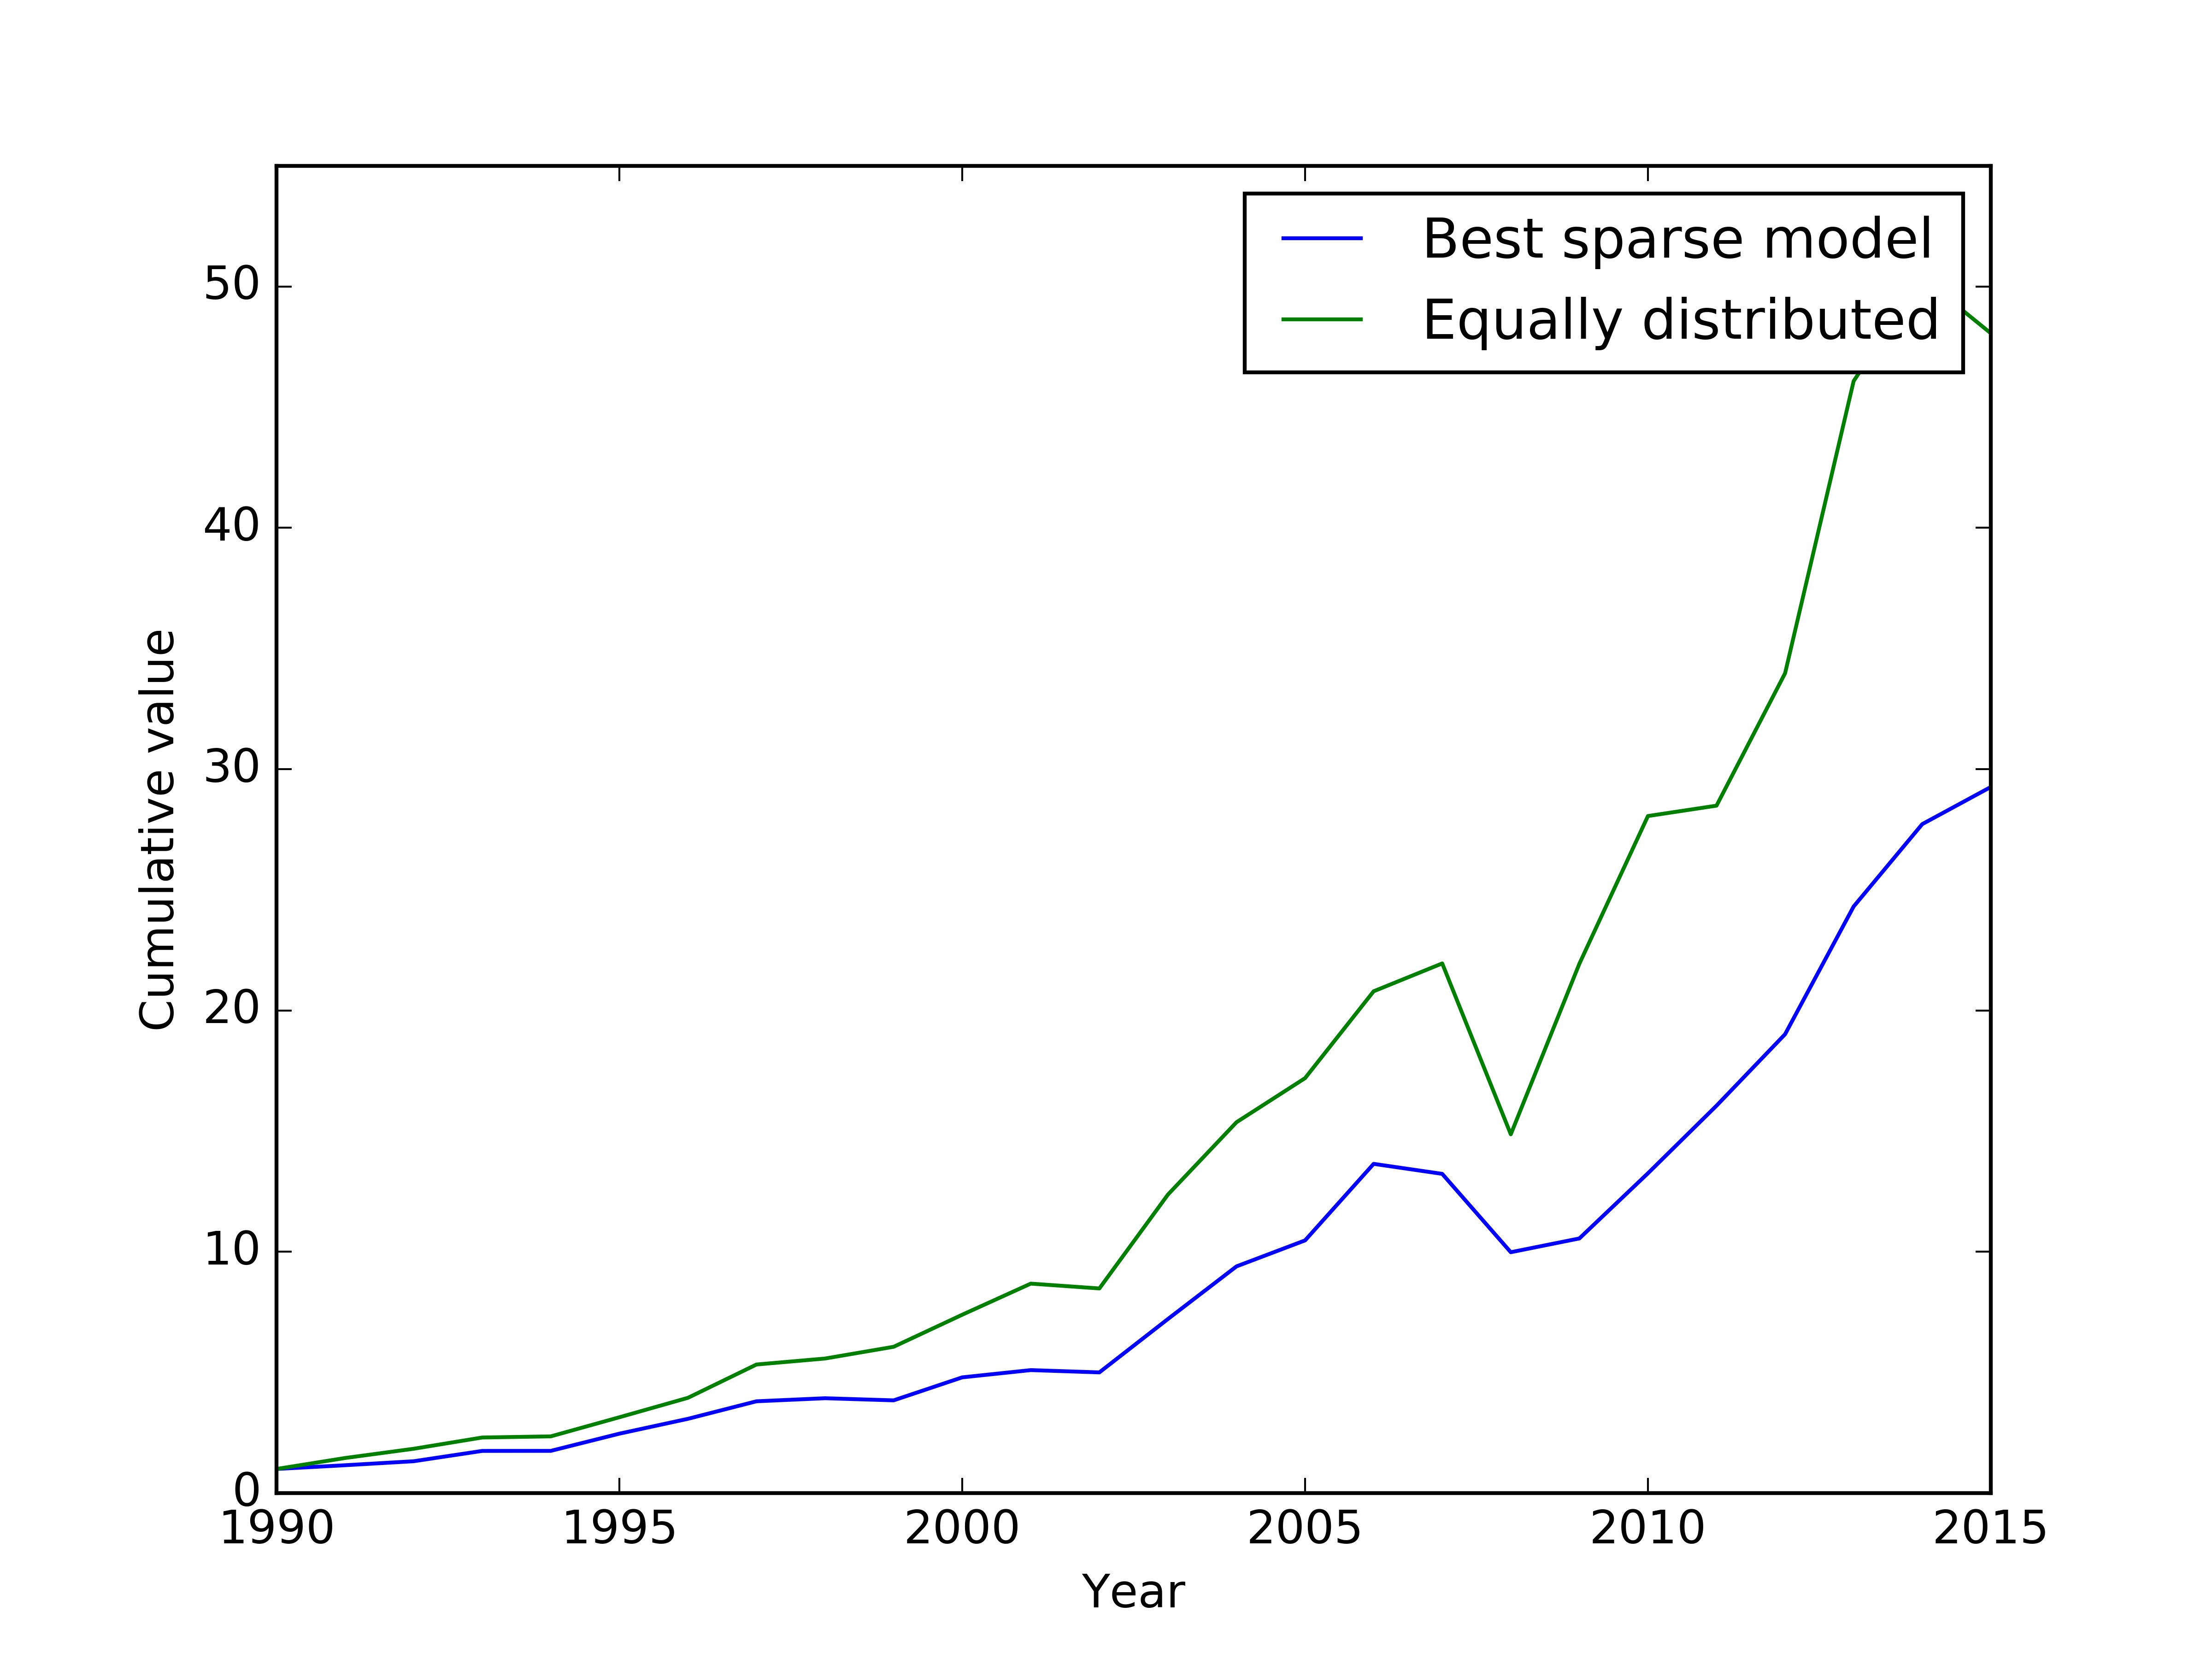 Best sparse model
Equally distributed
50
40
30
20
10
0
Cumulative value
1990 1995 2000 2005 2010 2015
Year